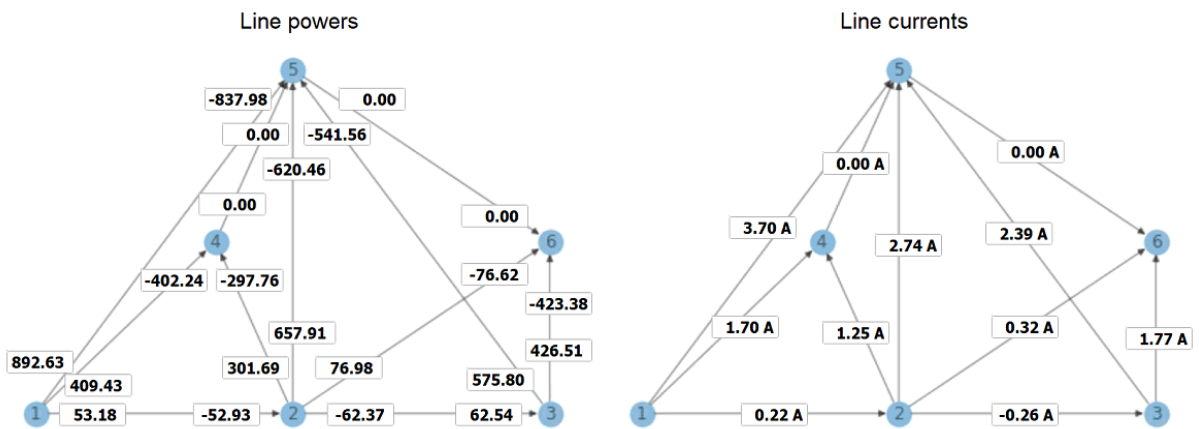 Line powers
Line currents
5
5
-837.98
0.00
0.00
-541.56
0.00 A
-620.46
0.00 A
0.00
0.00
3.70 A
2.39 A
4
6
2.74 A
4
6
-402.24
-297.76
-76.62
-423.38
1.70 A
1.25 A
0.32 A
1.77 A
657.91
426.51
892.63
301.69
76.98
575.80
409.43
1
53.18
-52.93
2
-62.37
62.54
3
1
0.22 A
2
-0.26 A
3